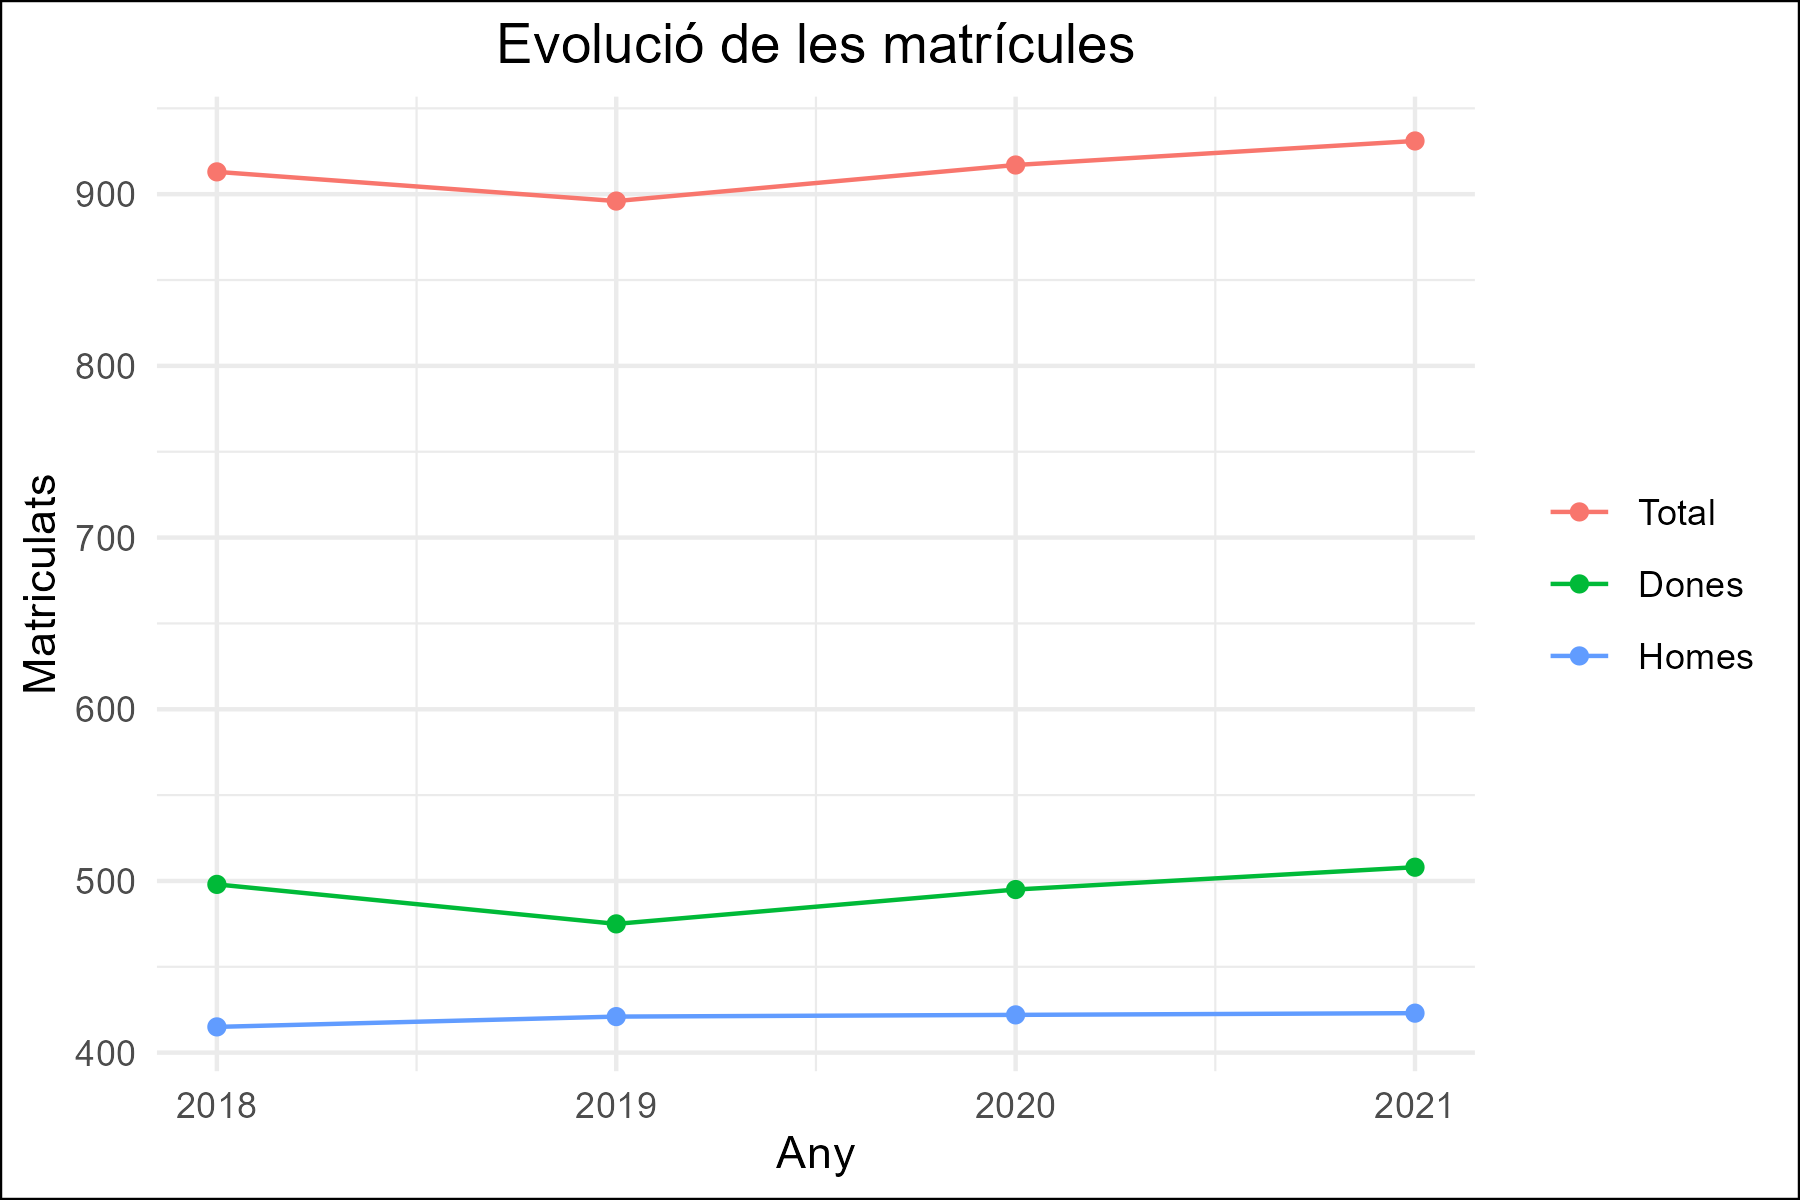 Evolució de les matrícules
Matriculats
900
800
700
600
500
400
2018
2019
2020
2021
Any
Total
Dones
Homes